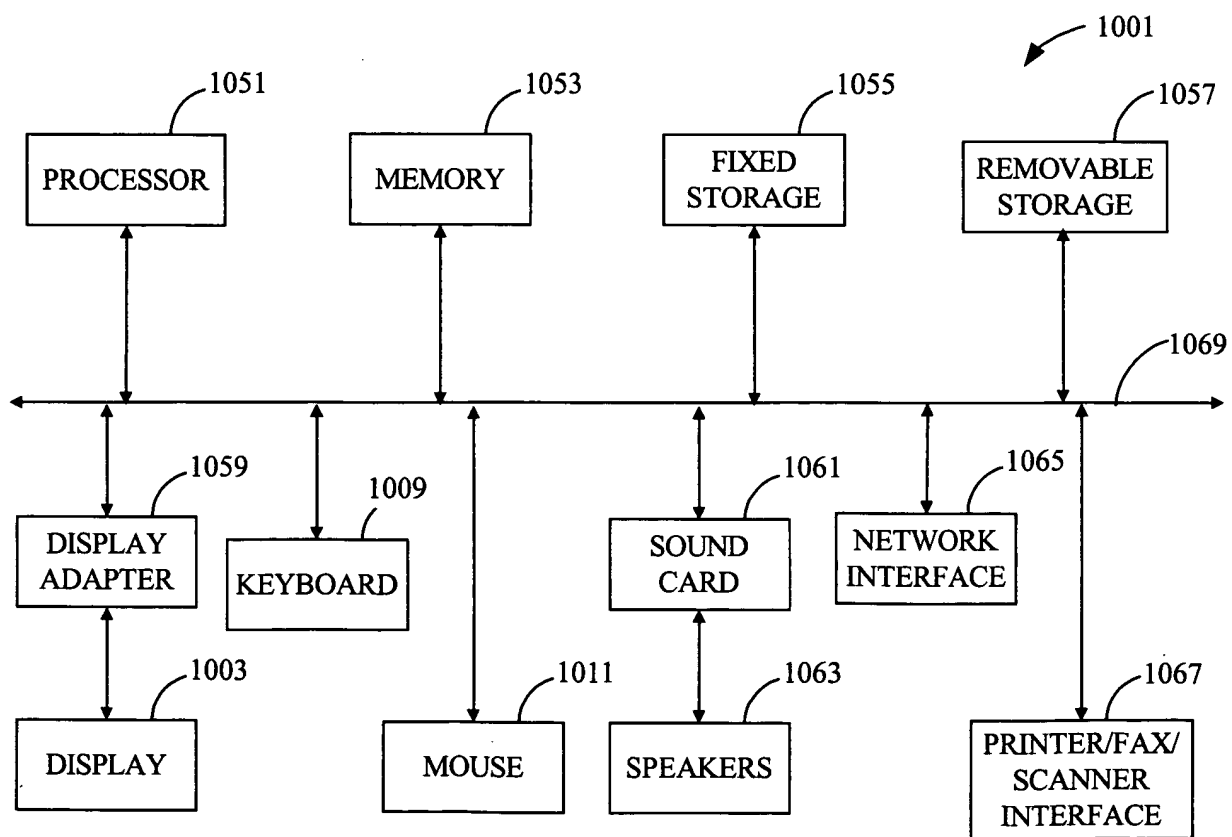 1001
1051
1053
1055
1057
PROCESSOR
MEMORY
FIXED
STORAGE
REMOVABLE
STORAGE
1069
1059
1009
1061
1065
DISPLAY
ADAPTER
KEYBOARD
SOUND
CARD
NETWORK
INTERFACE
1003
1011
1063
1067
DISPLAY
MOUSE
SPEAKERS
PRINTER/FAX/
SCANNER
INTERFACE